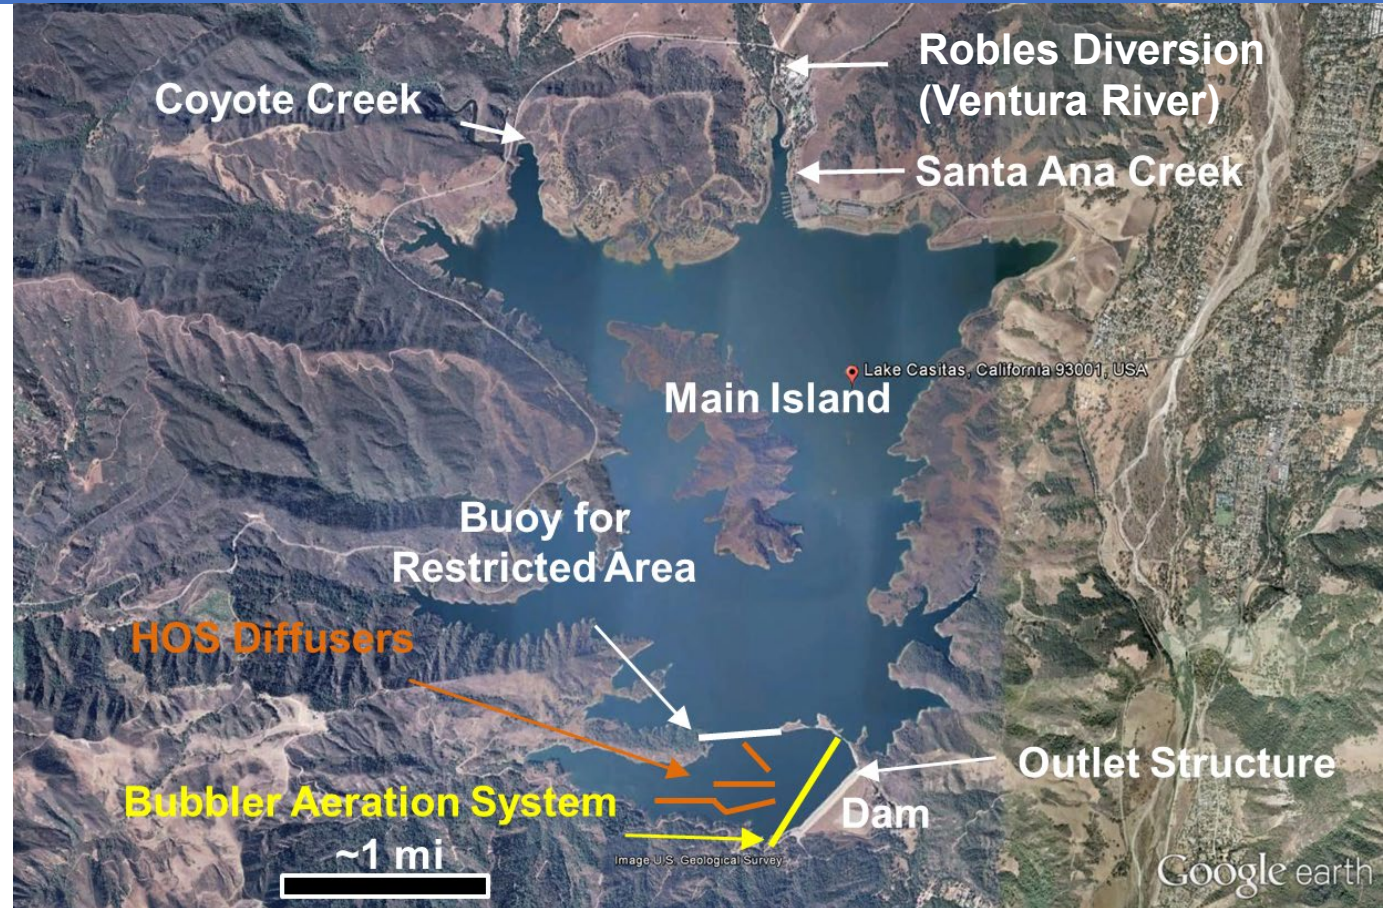 Robles Diversion
(Ventura River)
Coyote Creek
Santa Ana Creek
Lake Casitas, California 93001, USA
Main Island
Buoy for
Restricted Area
HOS Diffusers
Outlet Structure
Bubbler Aeration System
Dam
~1 mi
Image U.S. Geological Survey
Google earth